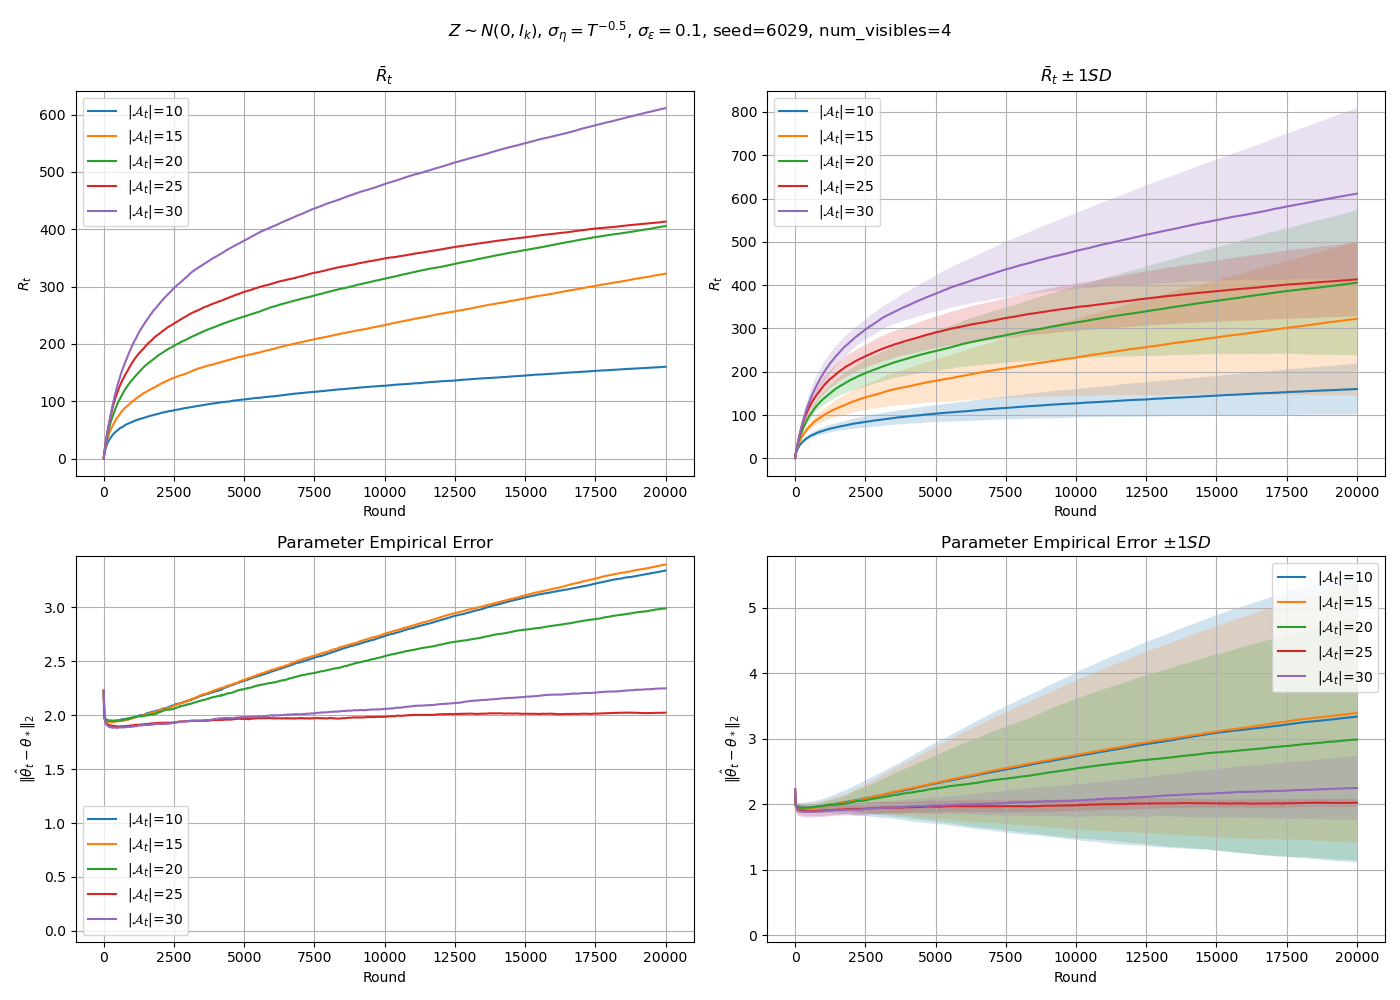 Z ∼ N(0, I_k), σ_η = T^{−0.5}, σ_ε = 0.1, seed=6029, num_visibles=4
R̄_t
600
500
400
300
200
100
0
R_t
|𝒜_t|=10
|𝒜_t|=15
|𝒜_t|=20
|𝒜_t|=25
|𝒜_t|=30
0 2500 5000 7500 10000 12500 15000 17500 20000
Round
R̄_t ± 1SD
800
700
600
500
400
300
200
100
0
R_t
|𝒜_t|=10
|𝒜_t|=15
|𝒜_t|=20
|𝒜_t|=25
|𝒜_t|=30
0 2500 5000 7500 10000 12500 15000 17500 20000
Round
Parameter Empirical Error
3.0
2.5
2.0
1.5
1.0
0.5
0.0
‖θ̂_t − θ_*‖_2
|𝒜_t|=10
|𝒜_t|=15
|𝒜_t|=20
|𝒜_t|=25
|𝒜_t|=30
0 2500 5000 7500 10000 12500 15000 17500 20000
Round
Parameter Empirical Error ±1SD
5
4
3
2
1
0
‖θ̂_t − θ_*‖_2
|𝒜_t|=10
|𝒜_t|=15
|𝒜_t|=20
|𝒜_t|=25
|𝒜_t|=30
0 2500 5000 7500 10000 12500 15000 17500 20000
Round